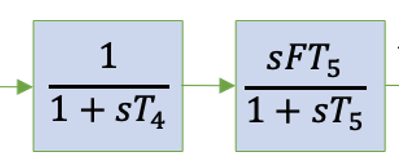 1
1 + sT₄
sFT₅
1 + sT₅